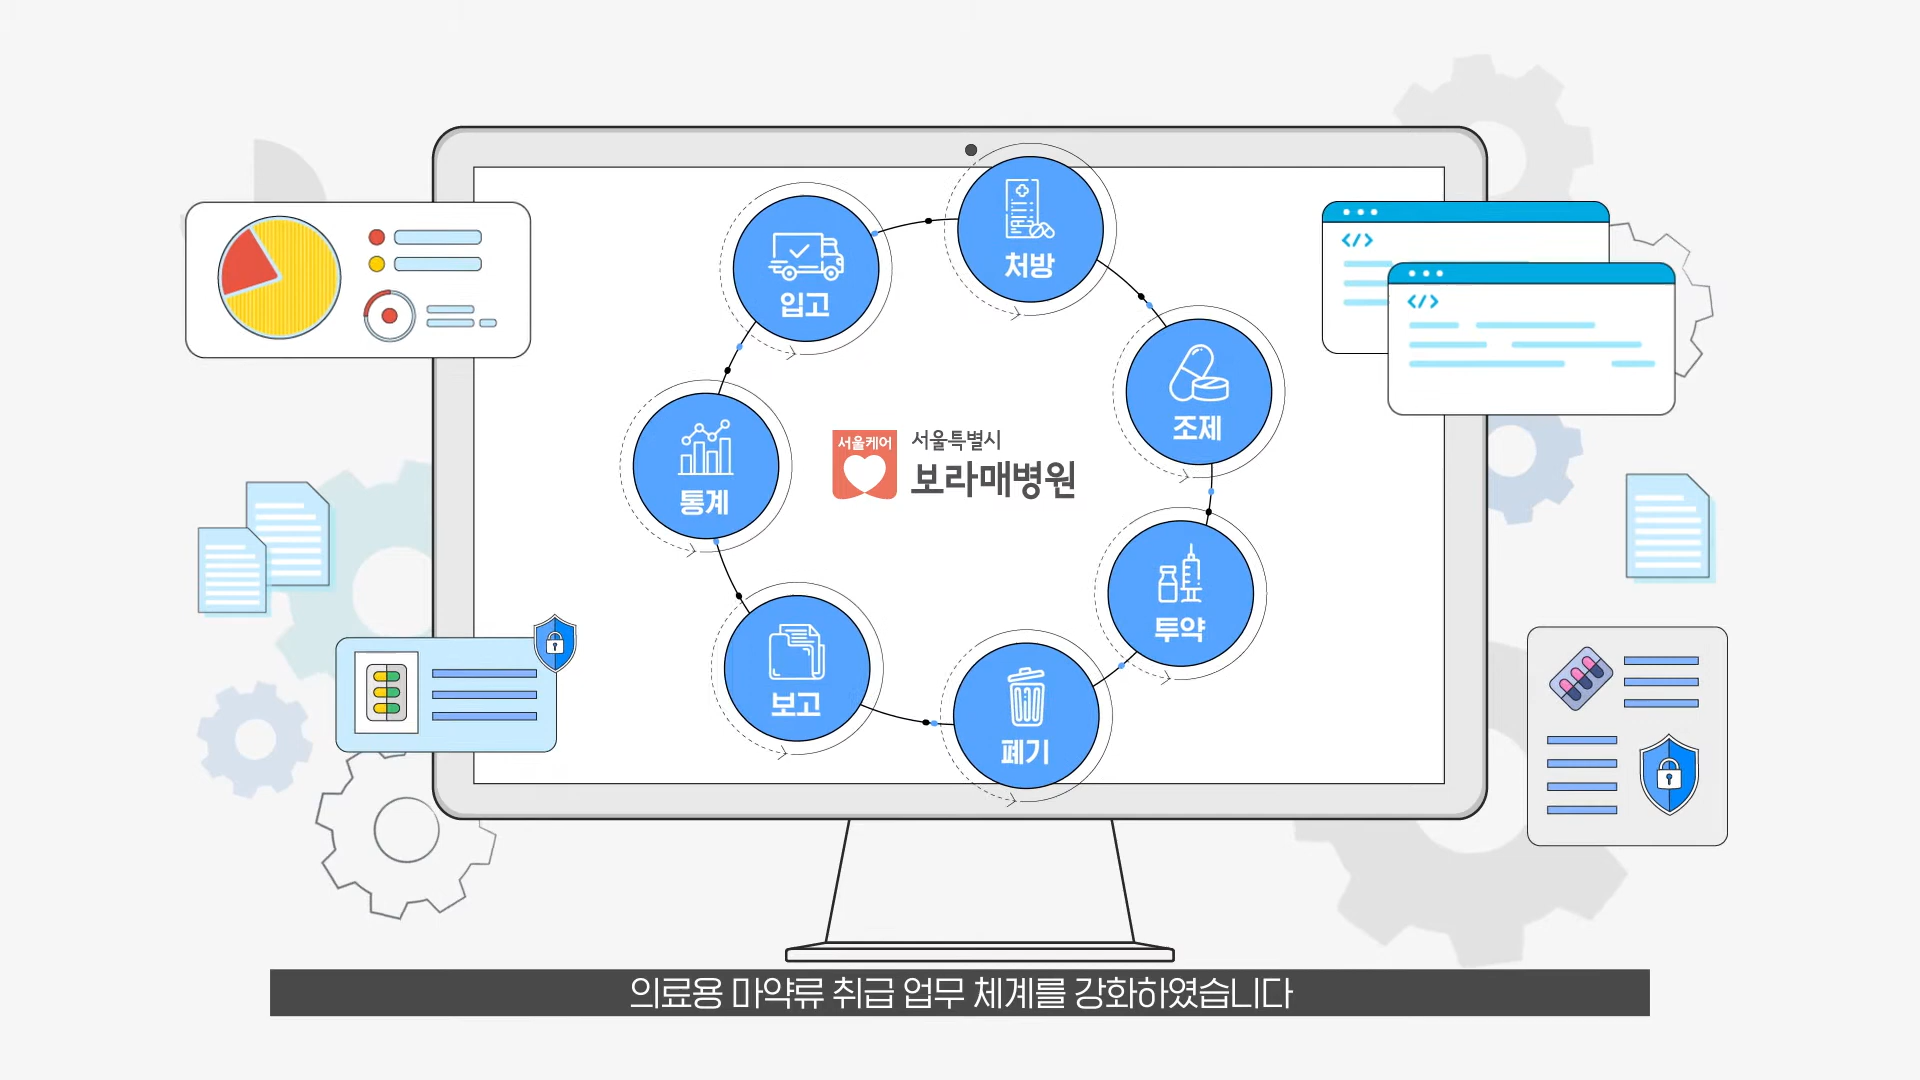 처방
입고
조제
서울케어
서울특별시
보라매병원
통계
투약
보고
폐기
</>
</>
의료용 마약류 취급 업무 체계를 강화하였습니다